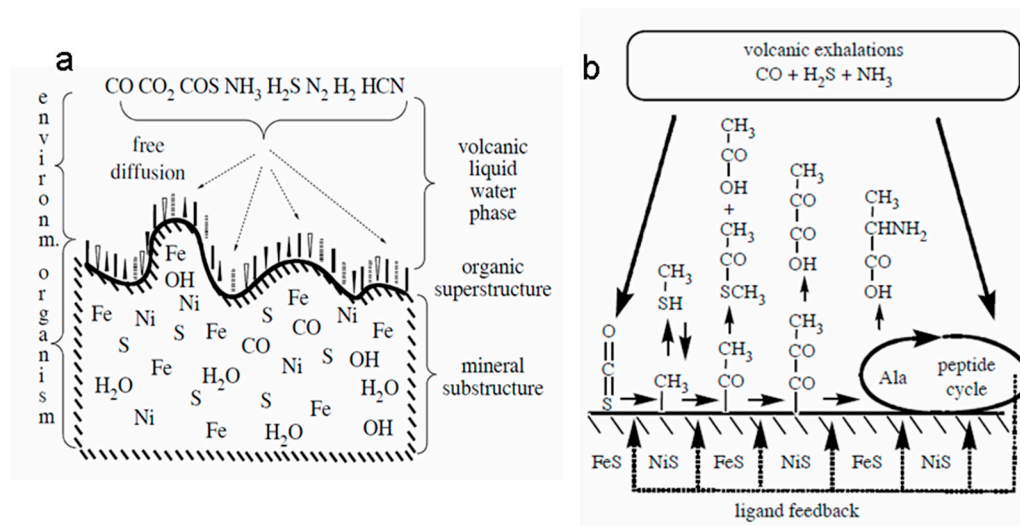 a
CO CO₂ COS NH₃ H₂S N₂ H₂ HCN
environm.
free
diffusion
volcanic
liquid
water
phase
organic
superstructure
organism
Fe
OH
Ni
Fe
Fe
Ni
S
Fe
S
CO
Ni
Fe
S
CO
S
OH
Fe
H₂O
Ni
H₂O
H₂O
S
S
Fe
Ni
Fe
H₂O
OH
mineral
substructure
b
volcanic exhalations
CO + H₂S + NH₃
CH₃
CO
OH
+
CH₃
CO
SCH₃
CH₃
CO
CH₃
CO
CO
OH
CH₃
CO
CO
CH₃
CHNH₂
CO
OH
CH₃
SH
CH₃
O
C
S
Ala
peptide
cycle
FeS NiS FeS NiS FeS NiS
ligand feedback